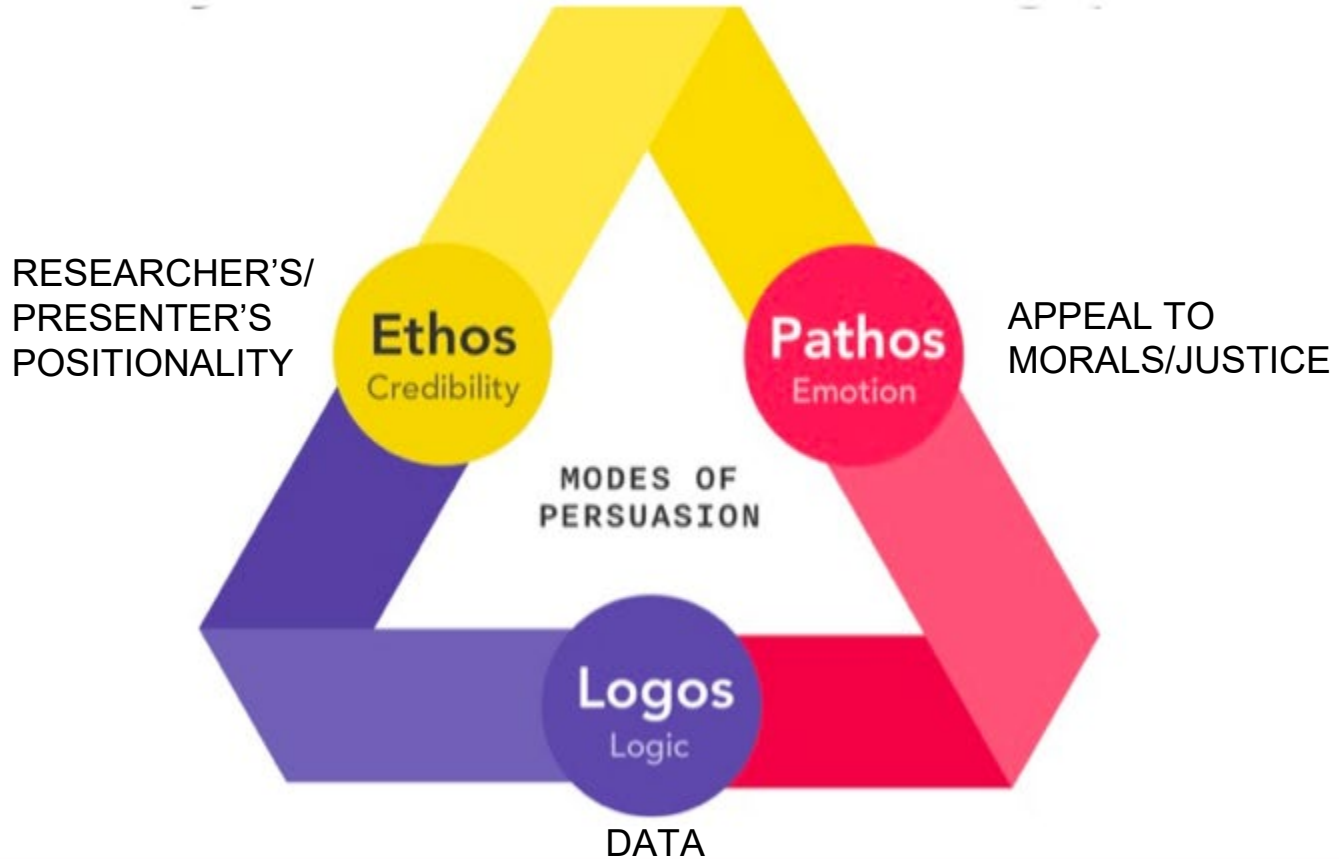 RESEARCHER'S/
PRESENTER'S
POSITIONALITY
Ethos
Credibility
Pathos
Emotion
APPEAL TO
MORALS/JUSTICE
MODES OF
PERSUASION
Logos
Logic
DATA